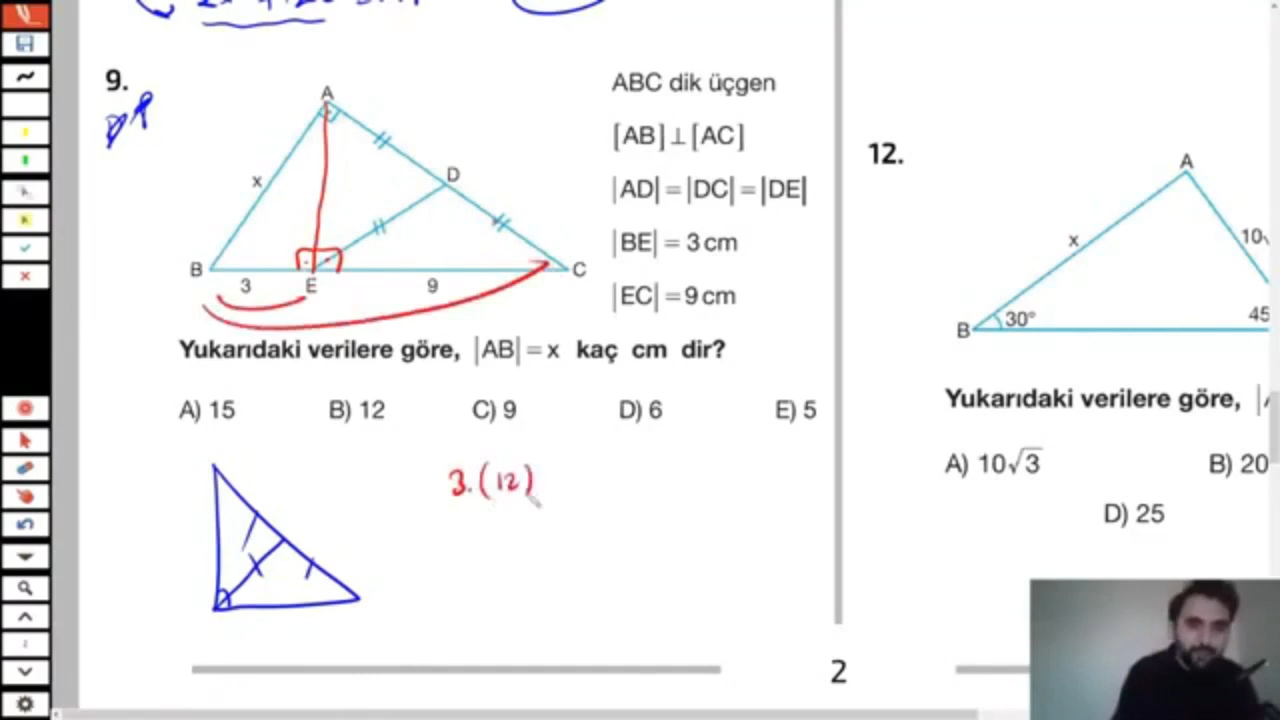 9.
A
x
D
B
3
E
9
C
ABC dik üçgen
[AB]⊥[AC]
|AD|=|DC|=|DE|
|BE|=3 cm
|EC|=9 cm
Yukarıdaki verilere göre, |AB|=x kaç cm dir?
A) 15 B) 12 C) 9 D) 6 E) 5
3.(12)
2
12.
A
x
10
B
30°
45
Yukarıdaki verilere göre,
A) 10√3 B) 20
D) 25